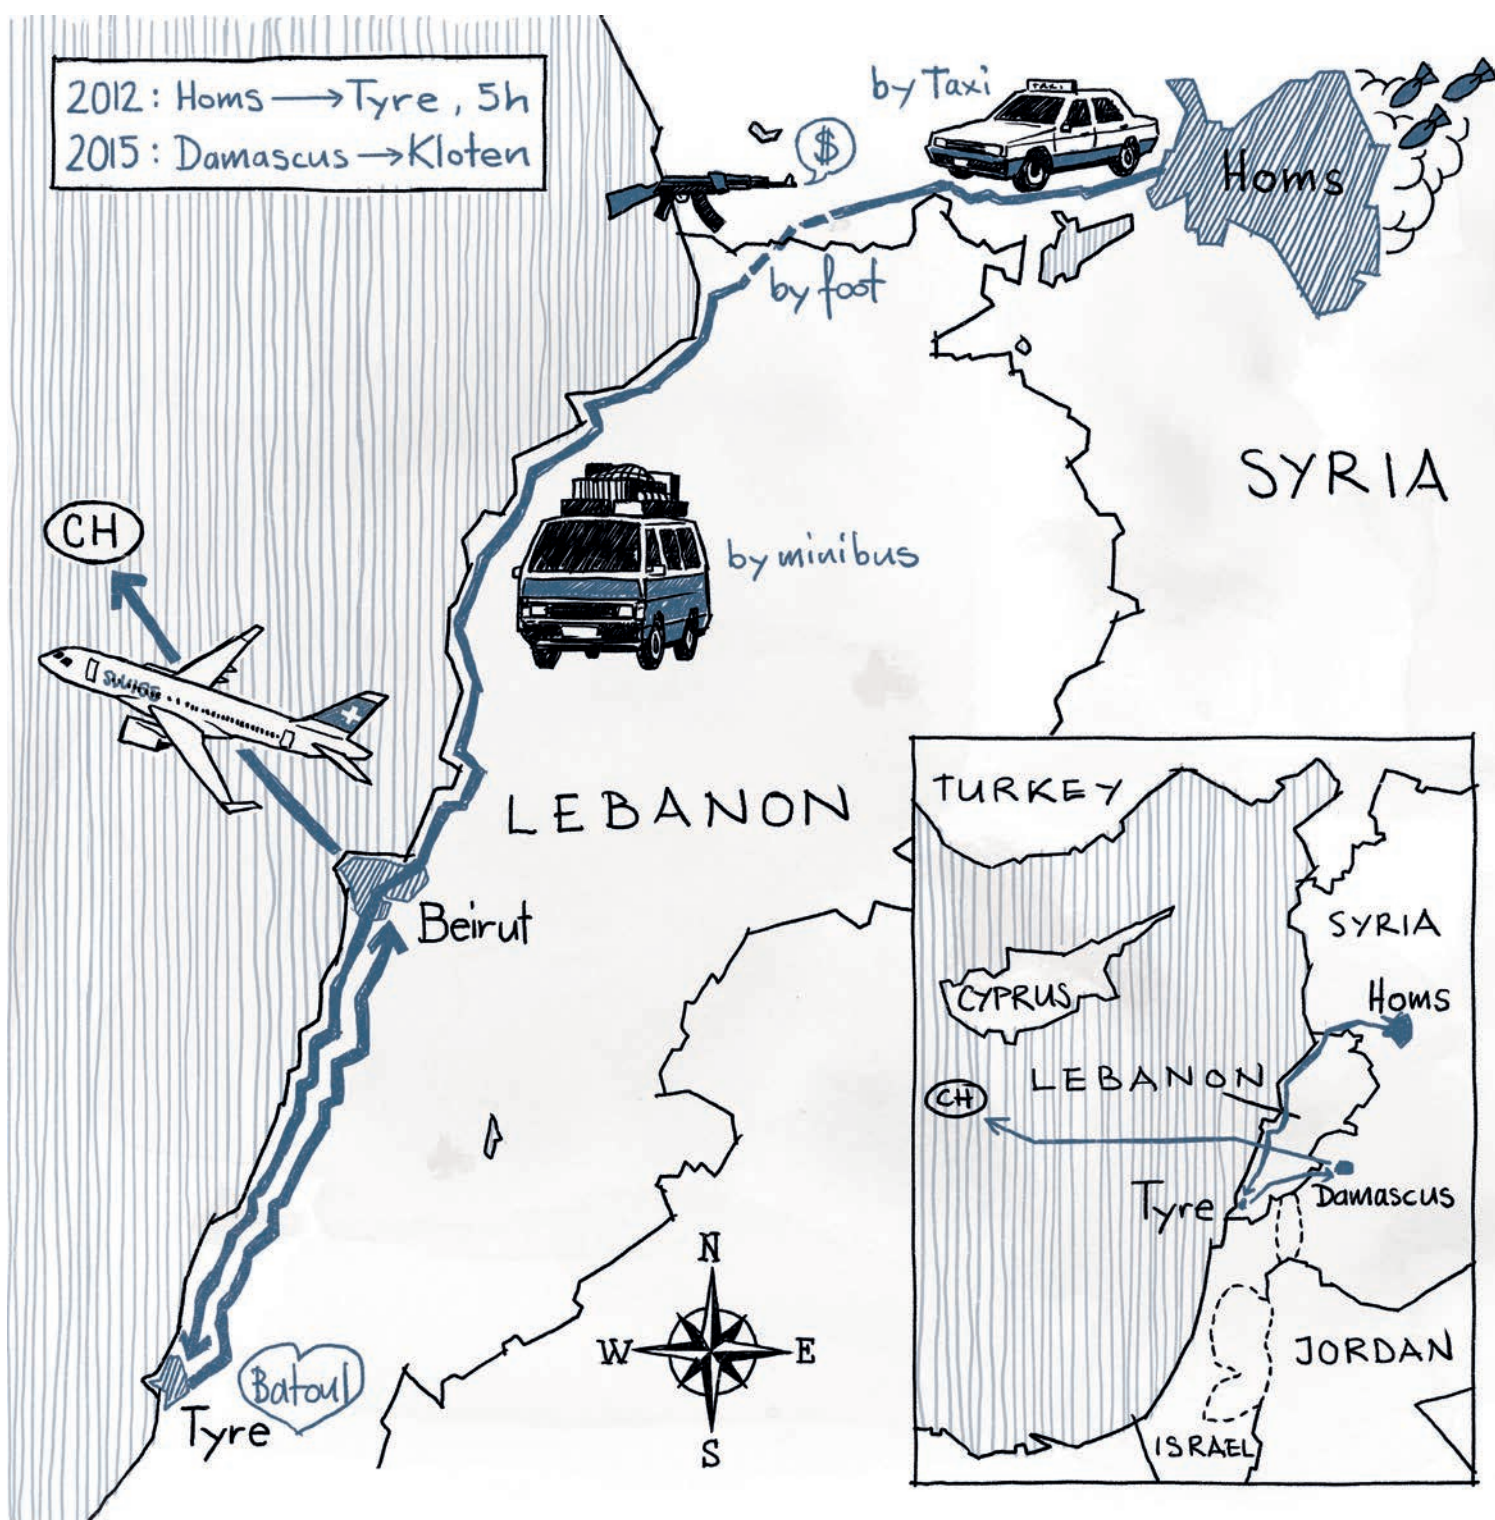 2012: Homs → Tyre, 5h
2015: Damascus → Kloten
by Taxi
TAXI
$
Homs
by foot
SYRIA
CH
by minibus
LEBANON
Beirut
Batoul
Tyre
N
W
E
S
TURKEY
SYRIA
CYPRUS
Homs
LEBANON
CH
Tyre
Damascus
JORDAN
ISRAEL